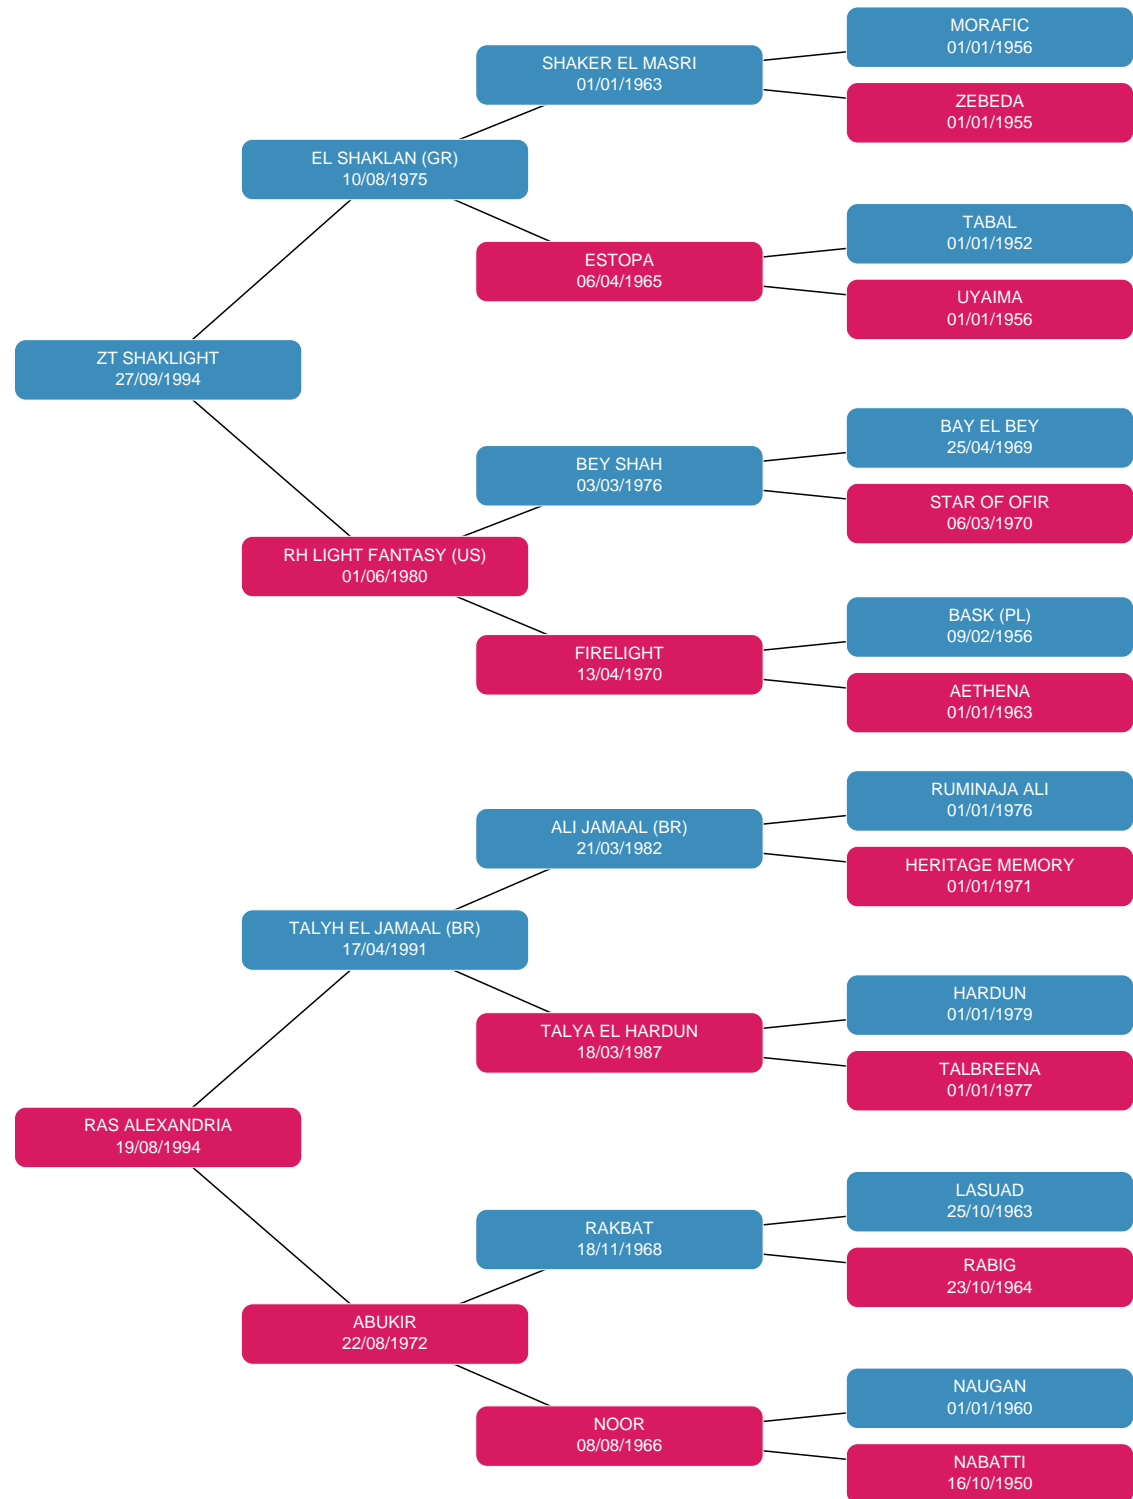 MORAFIC
01/01/1956
SHAKER EL MASRI
01/01/1963
ZEBEDA
01/01/1955
EL SHAKLAN (GR)
10/08/1975
TABAL
01/01/1952
ESTOPA
06/04/1965
UYAIMA
01/01/1956
ZT SHAKLIGHT
27/09/1994
BAY EL BEY
25/04/1969
BEY SHAH
03/03/1976
STAR OF OFIR
06/03/1970
RH LIGHT FANTASY (US)
01/06/1980
BASK (PL)
09/02/1956
FIRELIGHT
13/04/1970
AETHENA
01/01/1963
RUMINAJA ALI
01/01/1976
ALI JAMAAL (BR)
21/03/1982
HERITAGE MEMORY
01/01/1971
TALYH EL JAMAAL (BR)
17/04/1991
HARDUN
01/01/1979
TALYA EL HARDUN
18/03/1987
TALBREENA
01/01/1977
RAS ALEXANDRIA
19/08/1994
LASUAD
25/10/1963
RAKBAT
18/11/1968
RABIG
23/10/1964
ABUKIR
22/08/1972
NAUGAN
01/01/1960
NOOR
08/08/1966
NABATTI
16/10/1950